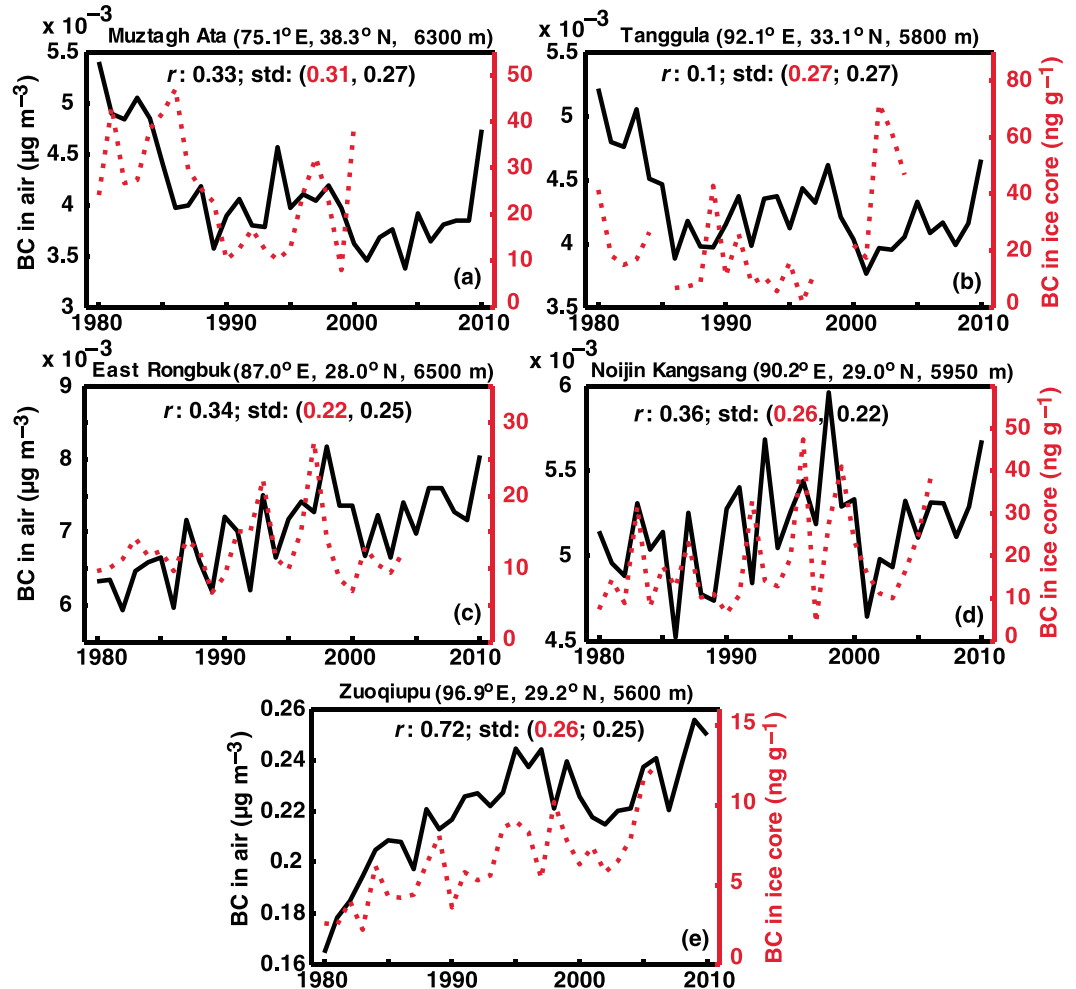 x 10⁻³
Muztagh Ata (75.1° E, 38.3° N, 6300 m)
r: 0.33; std: (0.31, 0.27)
5.5
5
4.5
4
3.5
3
BC in air (µg m⁻³)
50
40
30
20
10
0
(a)
1980 1990 2000 2010
x 10⁻³
Tanggula (92.1° E, 33.1° N, 5800 m)
r: 0.1; std: (0.27; 0.27)
5.5
5
4.5
4
3.5
80
60
40
20
0
BC in ice core (ng g⁻¹)
(b)
1980 1990 2000 2010
x 10⁻³
East Rongbuk (87.0° E, 28.0° N, 6500 m)
r: 0.34; std: (0.22, 0.25)
9
8
7
6
BC in air (µg m⁻³)
30
20
10
0
(c)
1980 1990 2000 2010
x 10⁻³
Noijin Kangsang (90.2° E, 29.0° N, 5950 m)
r: 0.36; std: (0.26, 0.22)
6
5.5
5
4.5
50
40
30
20
10
0
BC in ice core (ng g⁻¹)
(d)
1980 1990 2000 2010
Zuoqiupu (96.9° E, 29.2° N, 5600 m)
r: 0.72; std: (0.26; 0.25)
0.26
0.24
0.22
0.2
0.18
0.16
BC in air (µg m⁻³)
15
10
5
0
BC in ice core (ng g⁻¹)
(e)
1980 1990 2000 2010